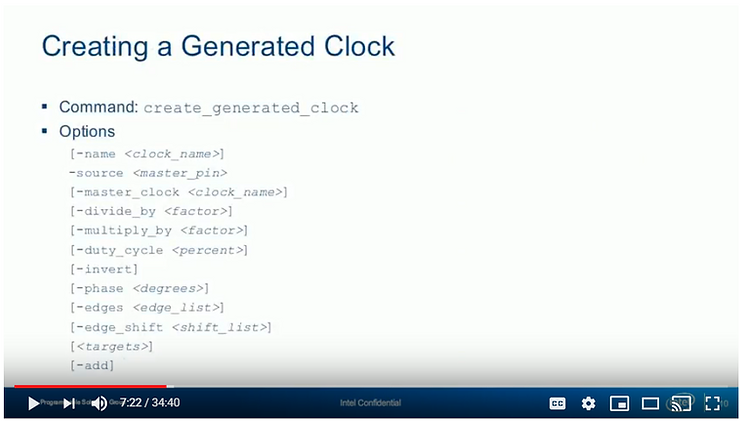 Creating a Generated Clock
▪ Command: create_generated_clock
▪ Options
[-name <clock_name>]
-source <master_pin>
[-master_clock <clock_name>]
[-divide_by <factor>]
[-multiply_by <factor>]
[-duty_cycle <percent>]
[-invert]
[-phase <degrees>]
[-edges <edge_list>]
[-edge_shift <shift_list>]
[<targets>]
[-add]
7:22 / 34:40
Intel Confidential
CC